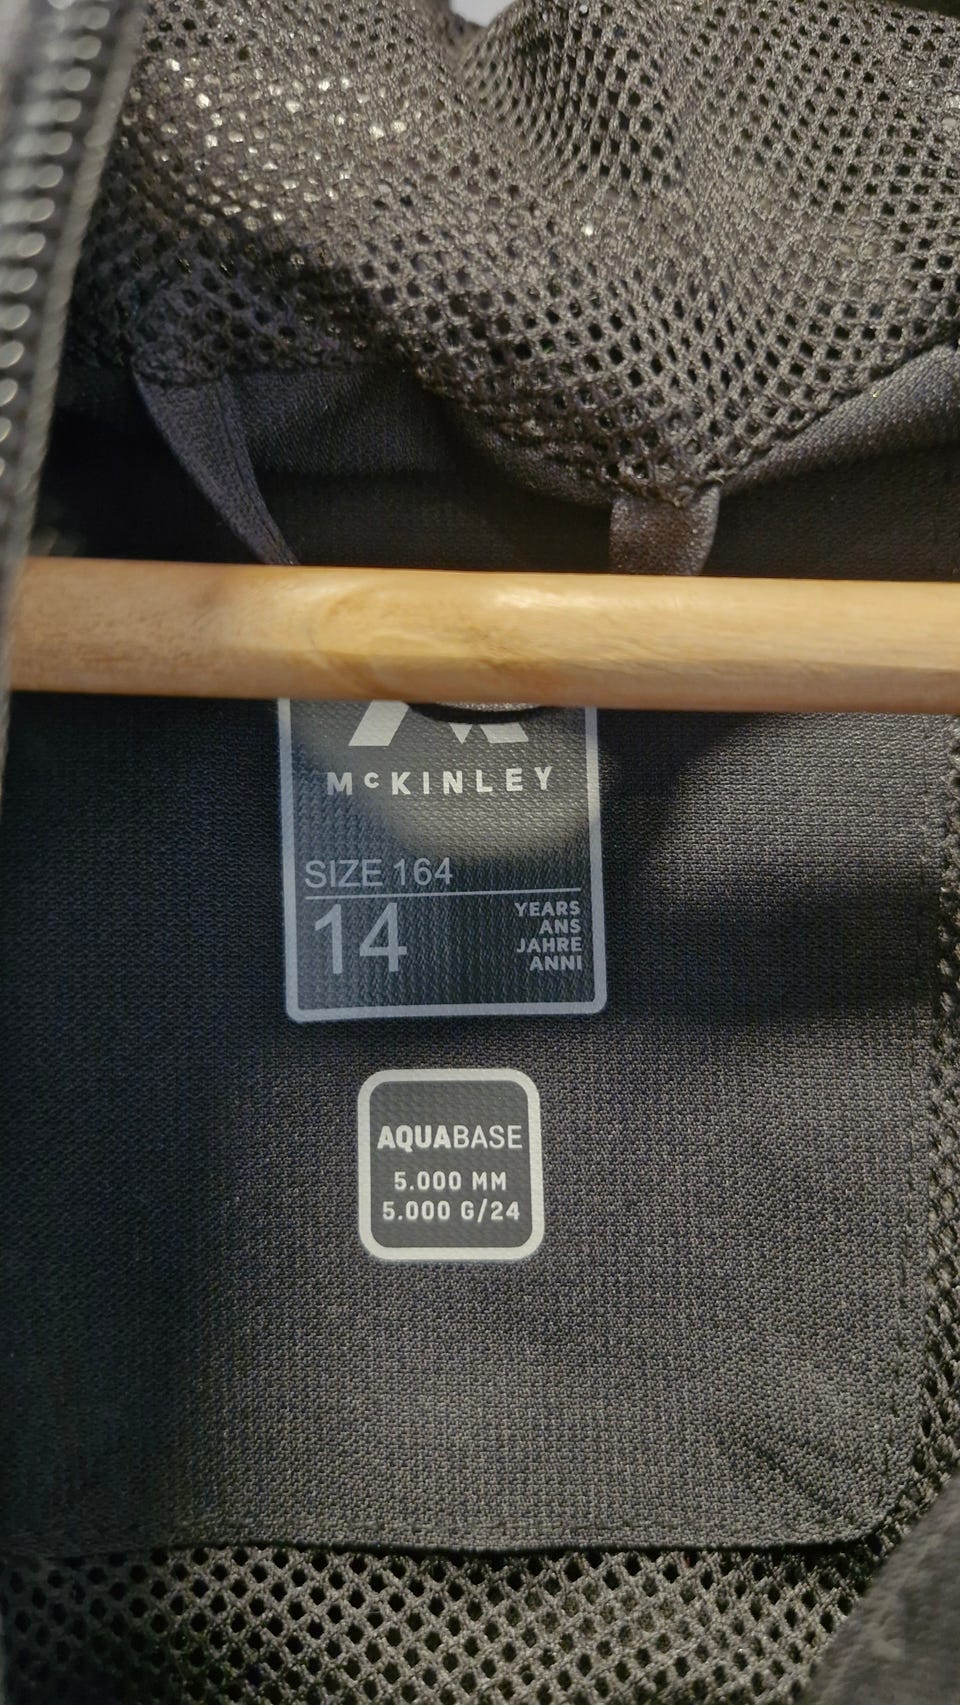 McKINLEY
SIZE 164
14
YEARS
ANS
JAHRE
ANNI
AQUABASE
5.000 MM
5.000 G/24